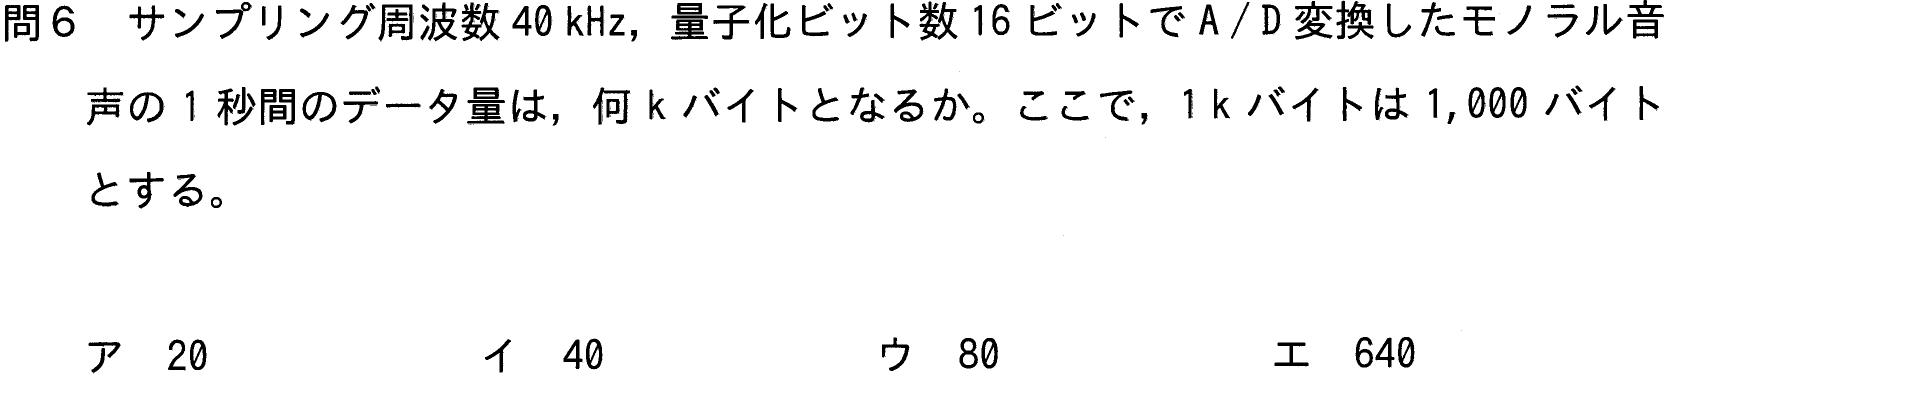 問6 サンプリング周波数 40 kHz，量子化ビット数 16 ビットで A／D 変換したモノラル音
声の 1 秒間のデータ量は，何 k バイトとなるか。ここで，1 k バイトは 1,000 バイト
とする。
ア 20 イ 40 ウ 80 エ 640